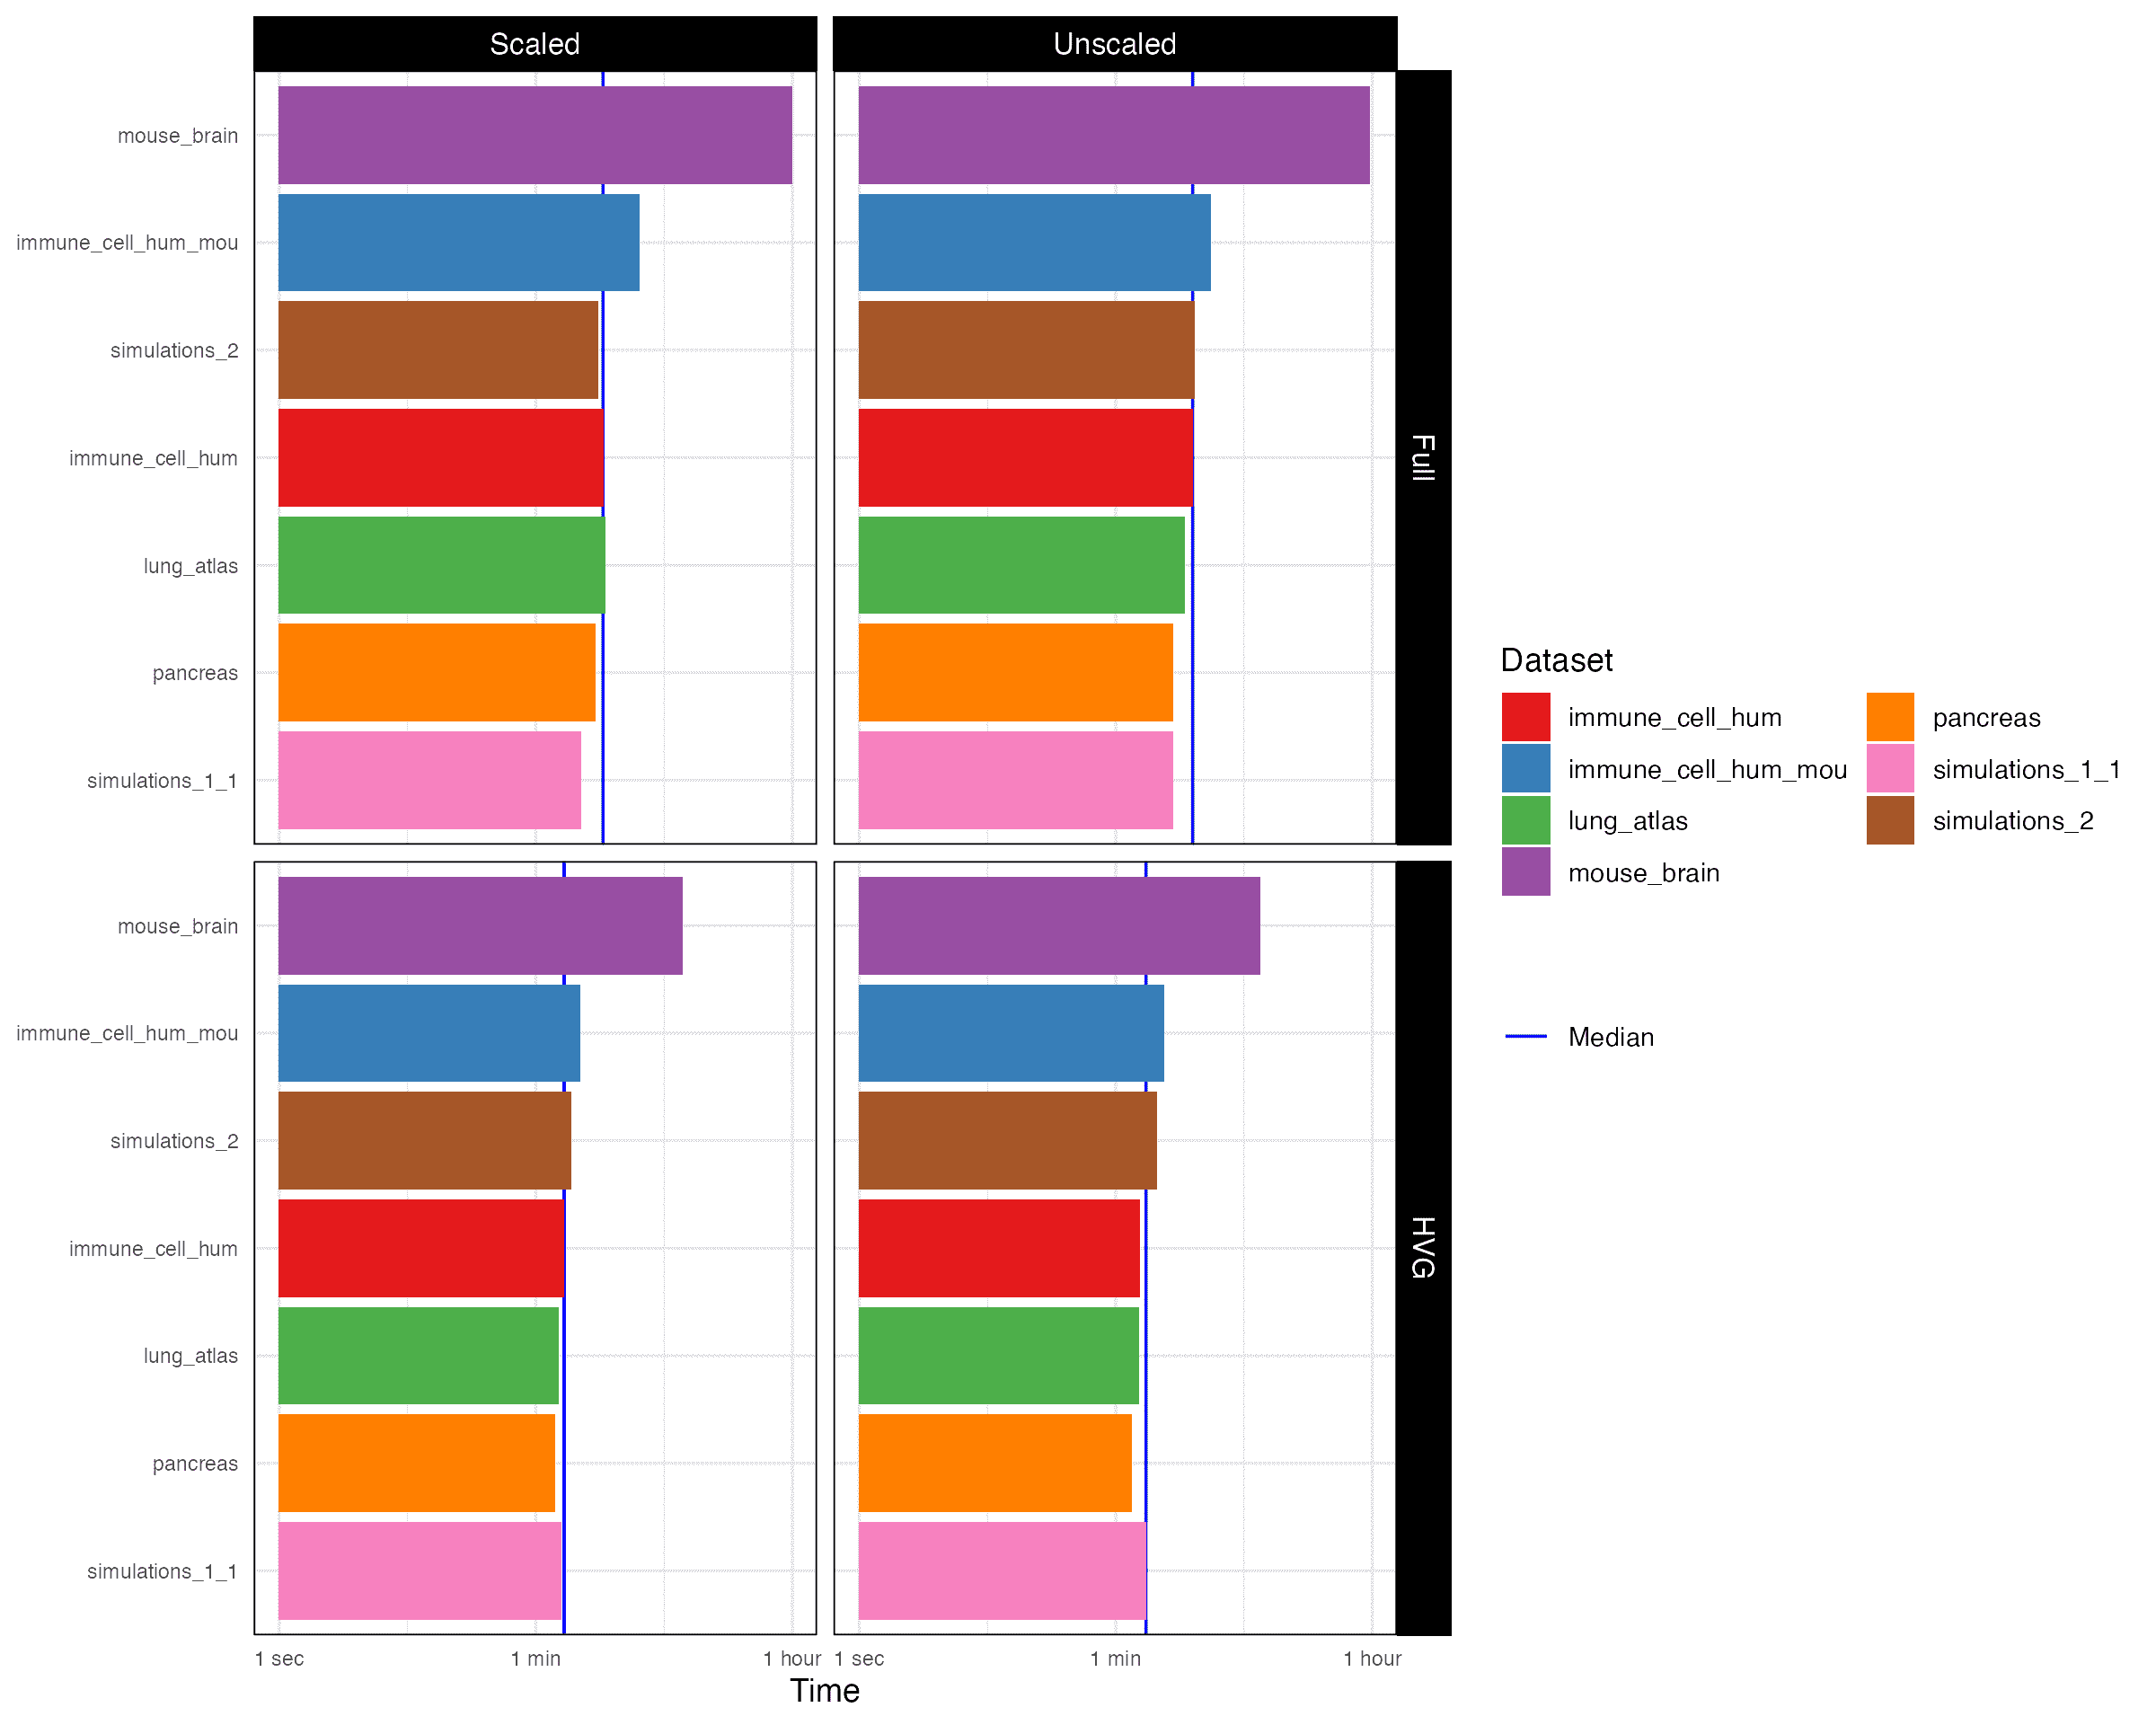 Scaled
Unscaled
mouse_brain
immune_cell_hum_mou
simulations_2
immune_cell_hum
lung_atlas
pancreas
simulations_1_1
Full
mouse_brain
immune_cell_hum_mou
simulations_2
immune_cell_hum
lung_atlas
pancreas
simulations_1_1
HVG
1 sec
1 min
1 hour
1 sec
1 min
1 hour
Time
Dataset
immune_cell_hum
immune_cell_hum_mou
lung_atlas
mouse_brain
pancreas
simulations_1_1
simulations_2
Median